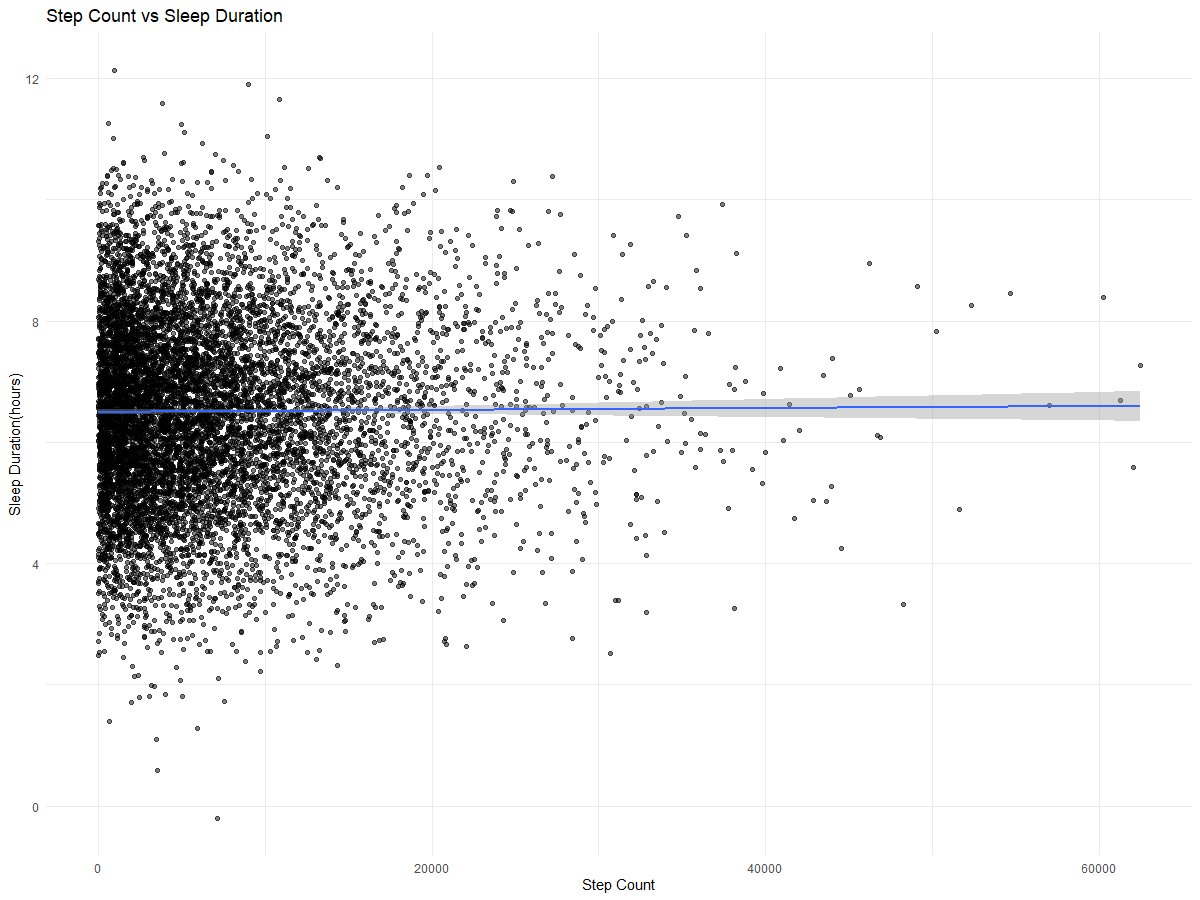 Step Count vs Sleep Duration
12
8
4
0
Sleep Duration(hours)
0 20000 40000 60000
Step Count